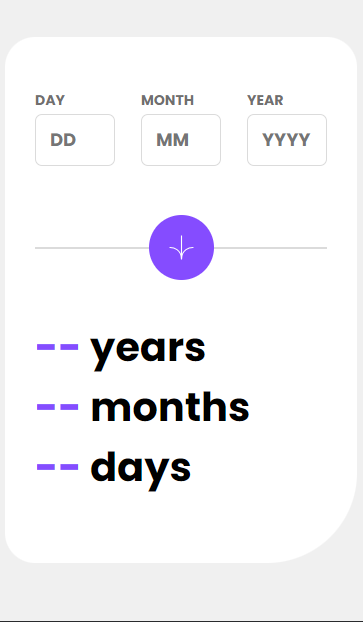 DAY MONTH YEAR
DD MM YYYY
-- years
-- months
-- days